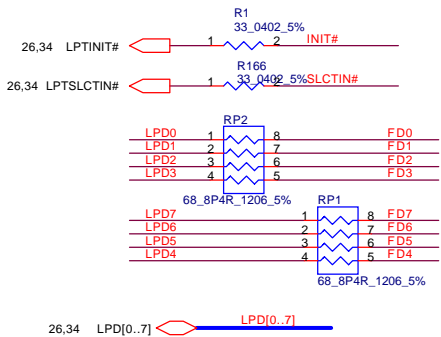 R1
33_0402_5%
26,34 LPTINIT# 1 2 INIT#
R166
33_0402_5%
26,34 LPTSLCTIN# 1 2 SLCTIN#
RP2
LPD0 1 8 FD0
LPD1 2 7 FD1
LPD2 3 6 FD2
LPD3 4 5 FD3
68_8P4R_1206_5%
RP1
LPD7 1 8 FD7
LPD6 2 7 FD6
LPD5 3 6 FD5
LPD4 4 5 FD4
68_8P4R_1206_5%
26,34 LPD[0..7] LPD[0..7]